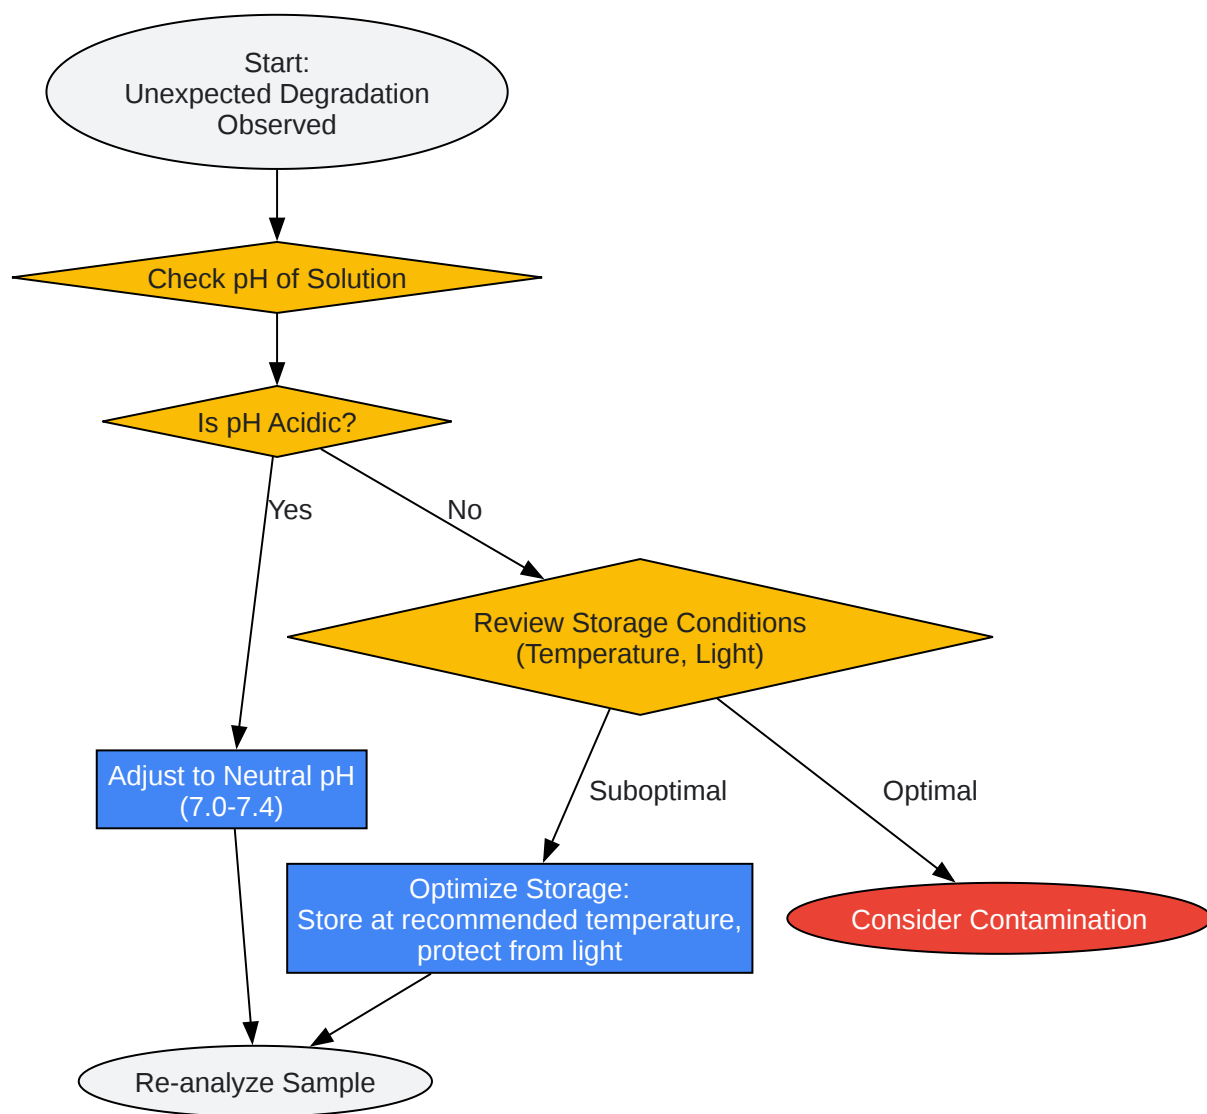 Start:
Unexpected Degradation
Observed
Check pH of Solution
Is pH Acidic?
Yes
No
Review Storage Conditions
(Temperature, Light)
Adjust to Neutral pH
(7.0-7.4)
Suboptimal
Optimal
Optimize Storage:
Store at recommended temperature,
protect from light
Consider Contamination
Re-analyze Sample